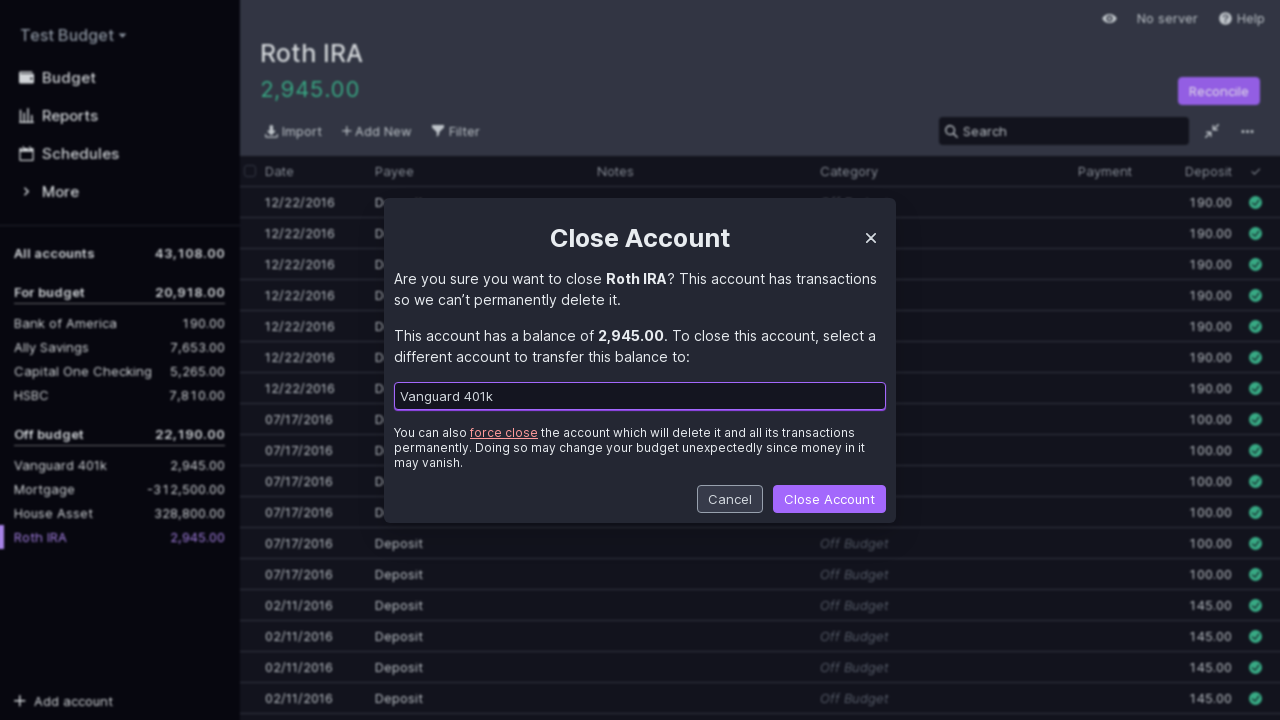 Test Budget
Budget
Reports
Schedules
More
All accounts 43,108.00
For budget 20,918.00
Bank of America 190.00
Ally Savings 7,653.00
Capital One Checking 5,265.00
HSBC 7,810.00
Off budget 22,190.00
Vanguard 401k 2,945.00
Mortgage -312,500.00
House Asset 328,800.00
Roth IRA 2,945.00
Add account
No server Help
Roth IRA
2,945.00
Reconcile
Import Add New Filter Search
Date Payee Notes Category Payment Deposit
12/22/2016 190.00
12/22/2016 190.00
12/22/2016 190.00
12/22/2016 190.00
12/22/2016 190.00
12/22/2016 190.00
12/22/2016 190.00
07/17/2016 100.00
07/17/2016 100.00
07/17/2016 100.00
07/17/2016 100.00
07/17/2016 Deposit Off Budget 100.00
07/17/2016 Deposit Off Budget 100.00
02/11/2016 Deposit Off Budget 145.00
02/11/2016 Deposit Off Budget 145.00
02/11/2016 Deposit Off Budget 145.00
02/11/2016 Deposit Off Budget 145.00
Close Account
Are you sure you want to close Roth IRA? This account has transactions
so we can’t permanently delete it.
This account has a balance of 2,945.00. To close this account, select a
different account to transfer this balance to:
Vanguard 401k
You can also force close the account which will delete it and all its transactions
permanently. Doing so may change your budget unexpectedly since money in it
may vanish.
Cancel Close Account